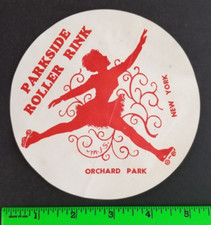 PARKSIDE
ROLLER RINK
NEW YORK
ORCHARD PARK
1 2 3 4 5